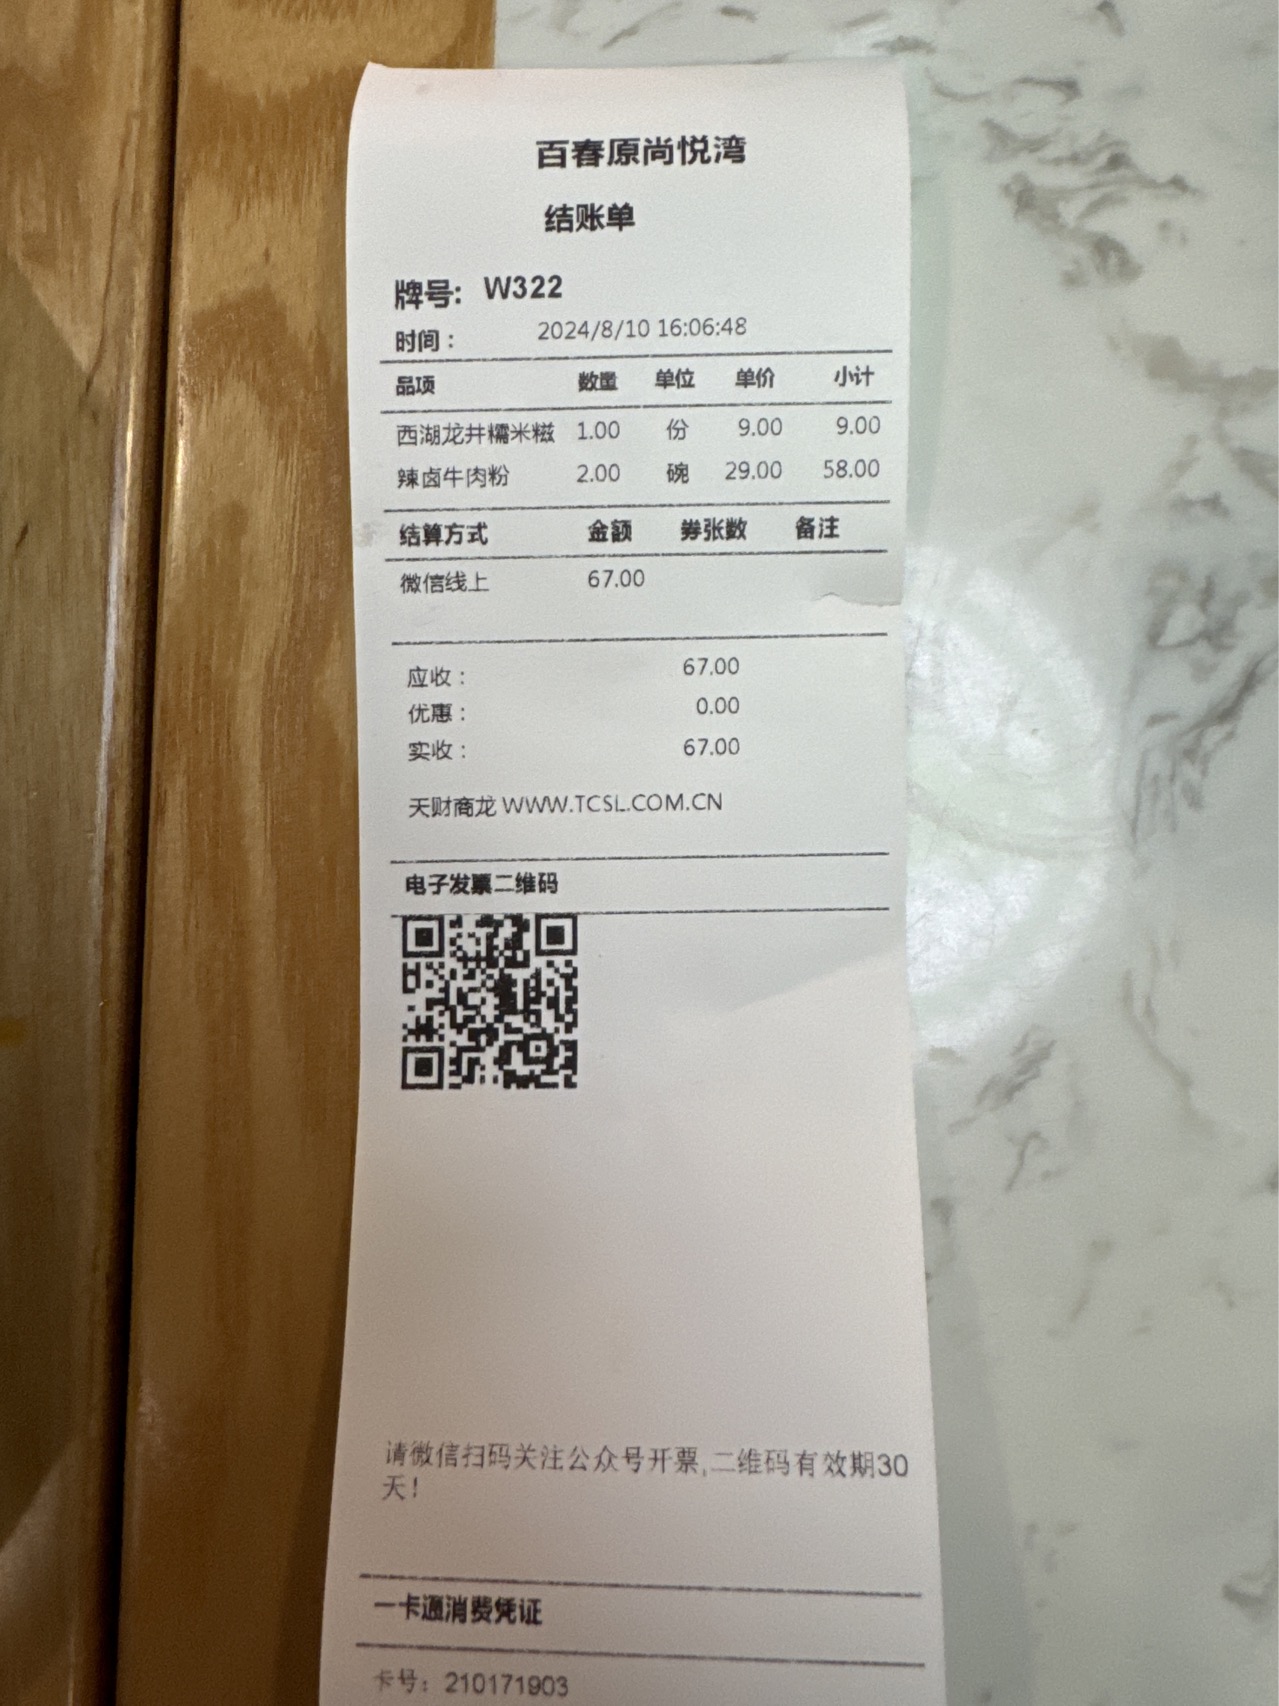 百春原尚悦湾
结账单
牌号: W322
时间： 2024/8/10 16:06:48
品项 数量 单位 单价 小计
西湖龙井糯米糍 1.00 份 9.00 9.00
辣卤牛肉粉 2.00 碗 29.00 58.00
结算方式 金额 券张数 备注
微信线上 67.00
应收： 67.00
优惠： 0.00
实收： 67.00
天财商龙 WWW.TCSL.COM.CN
电子发票二维码
请微信扫码关注公众号开票,二维码有效期30
天!
一卡通消费凭证
卡号: 210171903